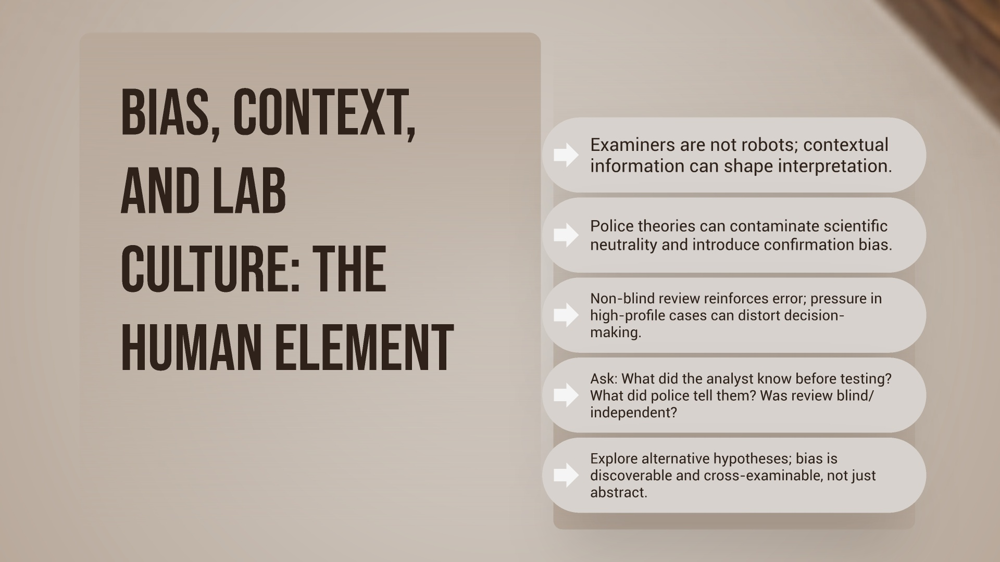 BIAS, CONTEXT,
AND LAB
CULTURE: THE
HUMAN ELEMENT
Examiners are not robots; contextual
information can shape interpretation.
Police theories can contaminate scientific
neutrality and introduce confirmation bias.
Non-blind review reinforces error; pressure in
high-profile cases can distort decision-
making.
Ask: What did the analyst know before testing?
What did police tell them? Was review blind/
independent?
Explore alternative hypotheses; bias is
discoverable and cross-examinable, not just
abstract.